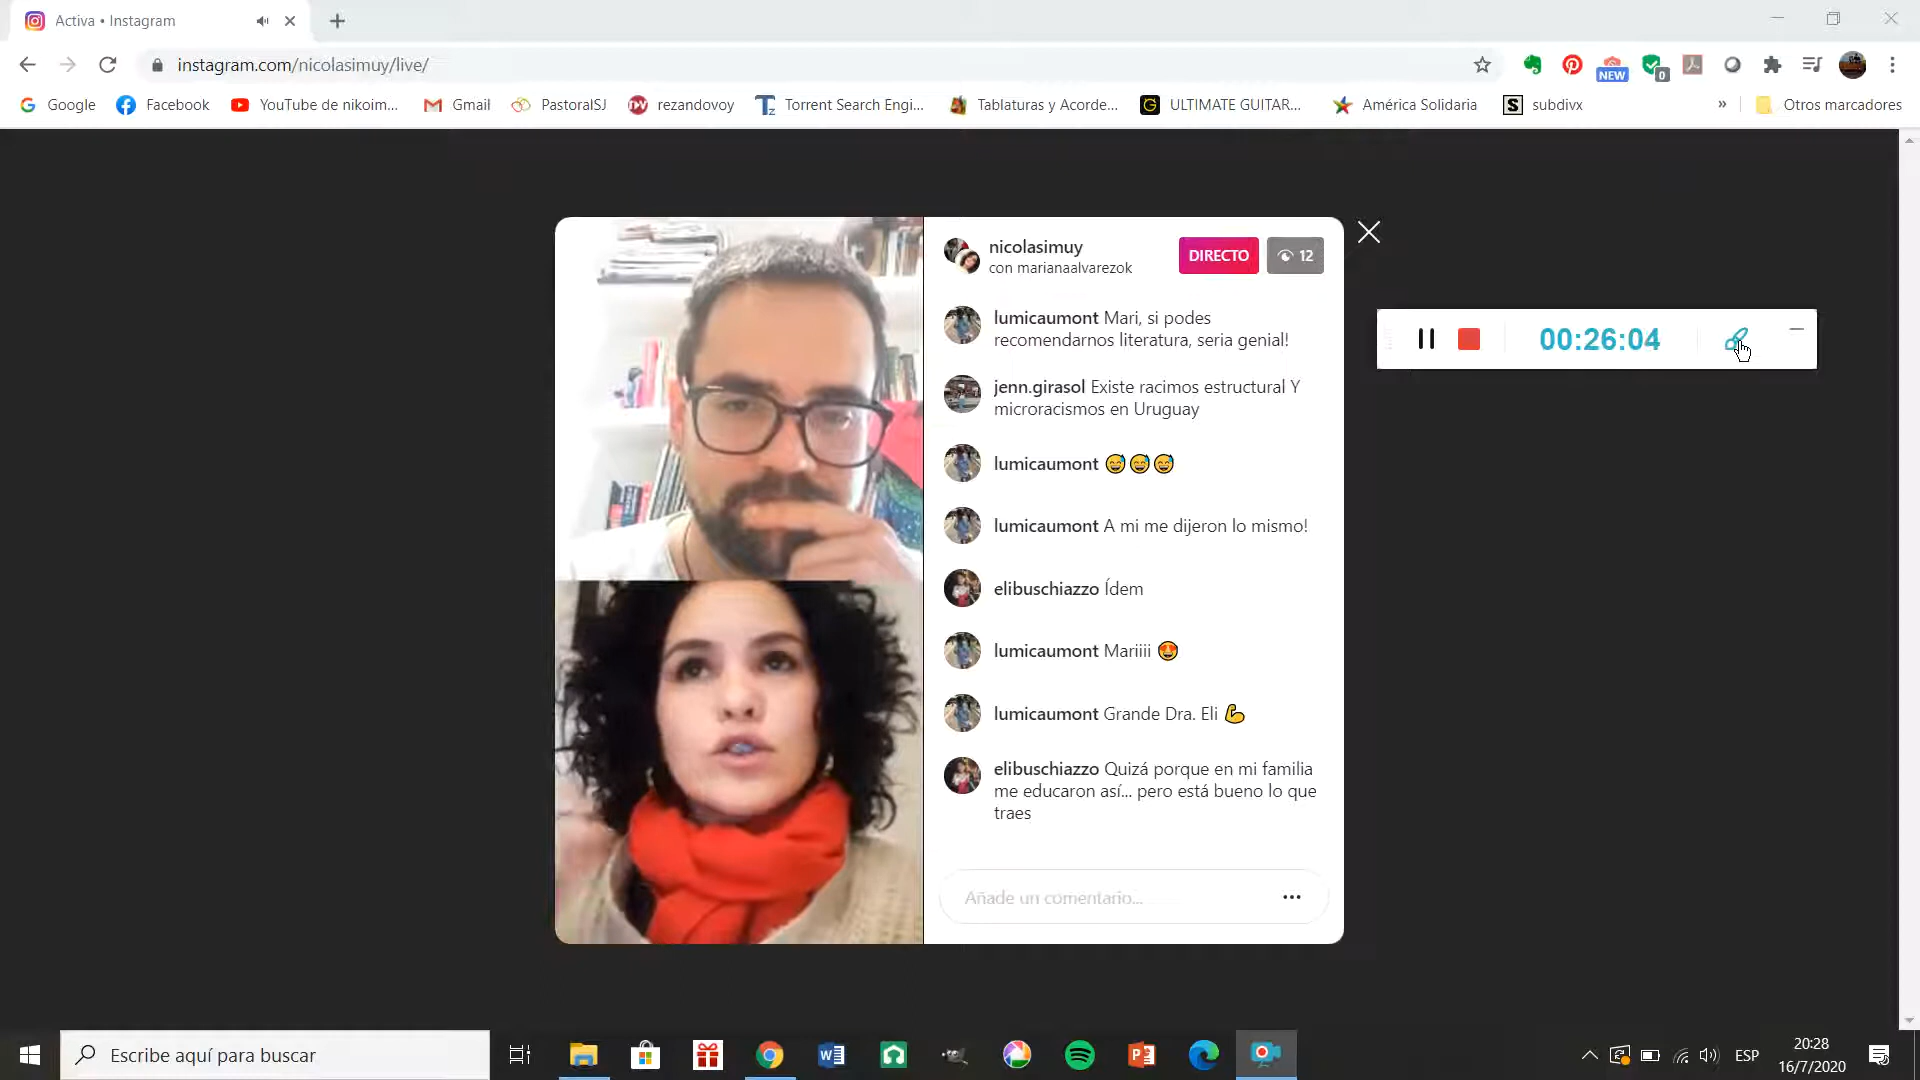 Activa • Instagram
instagram.com/nicolasimuy/live/
NEW
0
Google
Facebook
YouTube de nikoim...
Gmail
PastoralSJ
rezandovoy
Torrent Search Engi...
Tablaturas y Acorde...
ULTIMATE GUITAR...
América Solidaria
subdivx
»
Otros marcadores
nicolasimuy
con marianaalvarezok
DIRECTO
12
lumicaumont Mari, si podes
recomendarnos literatura, seria genial!
jenn.girasol Existe racimos estructural Y
microracismos en Uruguay
lumicaumont 😅😅😅
lumicaumont A mi me dijeron lo mismo!
elibuschiazzo Ídem
lumicaumont Mariiii 😍
lumicaumont Grande Dra. Eli 💪
elibuschiazzo Quizá porque en mi familia
me educaron así... pero está bueno lo que
traes
Añade un comentario...
00:26:04
Escribe aquí para buscar
ESP
20:28
16/7/2020